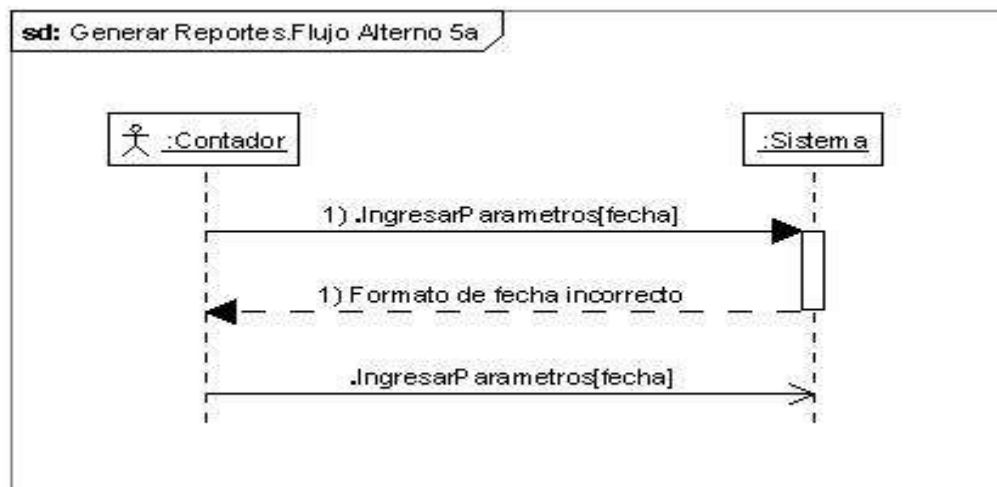 sd: Generar Reportes.Flujo Alterno 5a
:Contador
:Sistema
1) .IngresarParametros[fecha]
1) Formato de fecha incorrecto
.IngresarParametros[fecha]